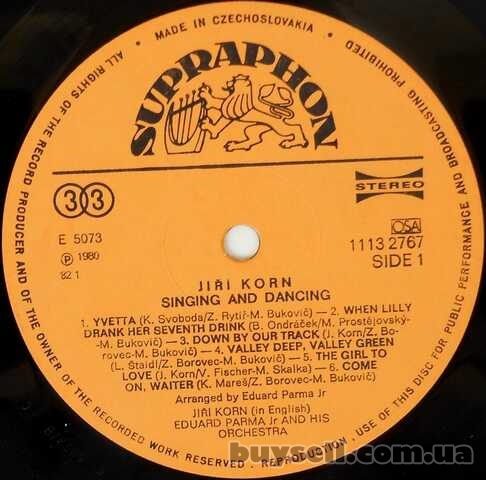 MADE IN CZECHOSLOVAKIA
ALL RIGHTS OF THE RECORD PRODUCER AND OF THE OWNER OF THE RECORDED WORK RESERVED . REPRODUCTION, USE OF THIS DISC FOR PUBLIC PERFORMANCE AND BROADCASTING PROHIBITED
SUPRAPHON
33
STEREO
E 5073
℗ 1980
82 1
OSA
1113 2767
SIDE 1
JIŘÍ KORN
SINGING AND DANCING
1. YVETTA (K. Svoboda/Z. Rytíř-M. Bukovič) — 2. WHEN LILLY
DRANK HER SEVENTH DRINK (B. Ondráček/M. Prostějovský-
-M. Bukovič) — 3. DOWN BY OUR TRACK (J. Korn/Z. Bo-
rovec-M. Bukovič) — 4. VALLEY DEEP, VALLEY GREEN
(L. Štaidl/Z. Borovec-M. Bukovič) — 5. THE GIRL TO
LOVE (J. Korn/V. Fischer-M. Skalka) — 6. COME
ON, WAITER (K. Mareš/Z. Borovec-M. Bukovič)
Arranged by Eduard Parma Jr
JIŘÍ KORN (in English)
EDUARD PARMA Jr AND HIS
ORCHESTRA
buysell.com.ua